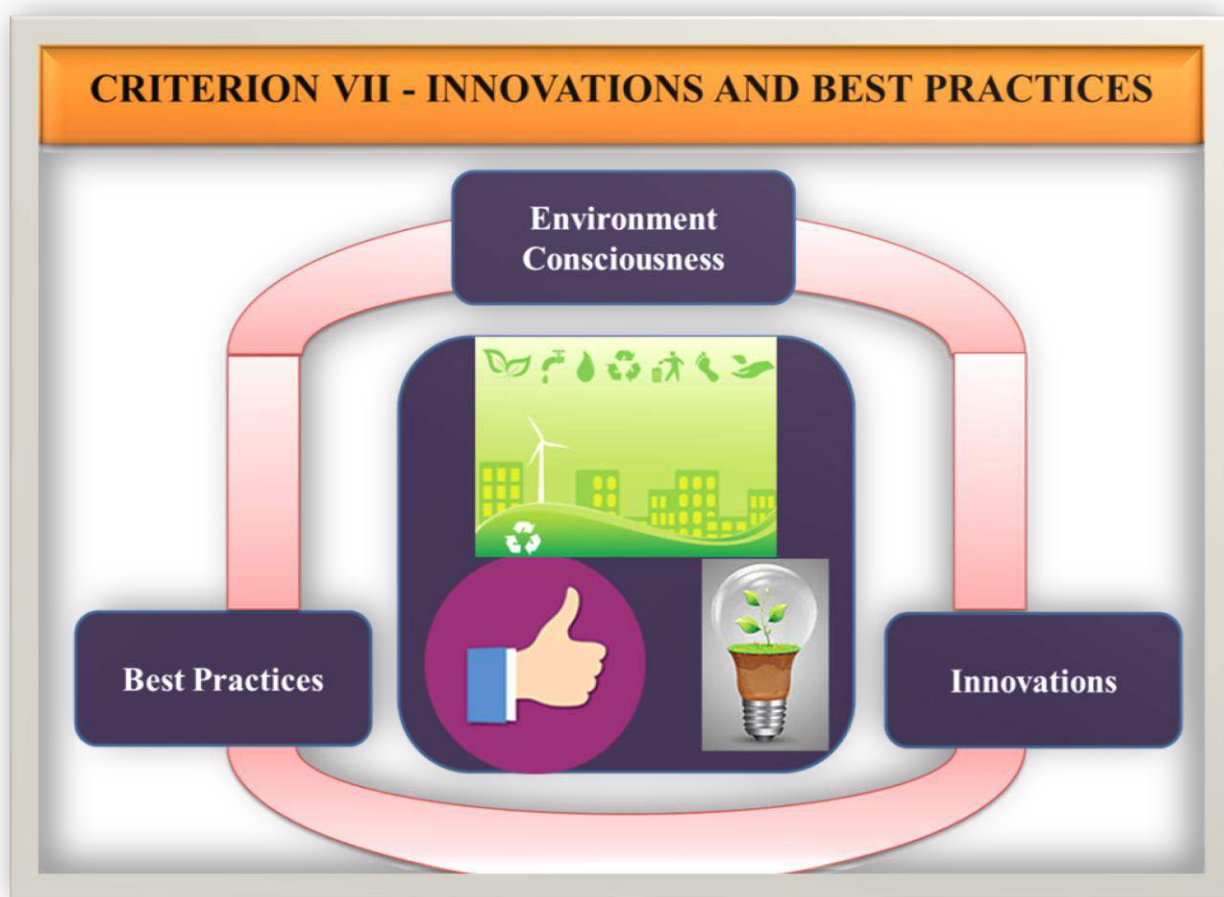 CRITERION VII - INNOVATIONS AND BEST PRACTICES
Environment
Consciousness
Best Practices
Innovations